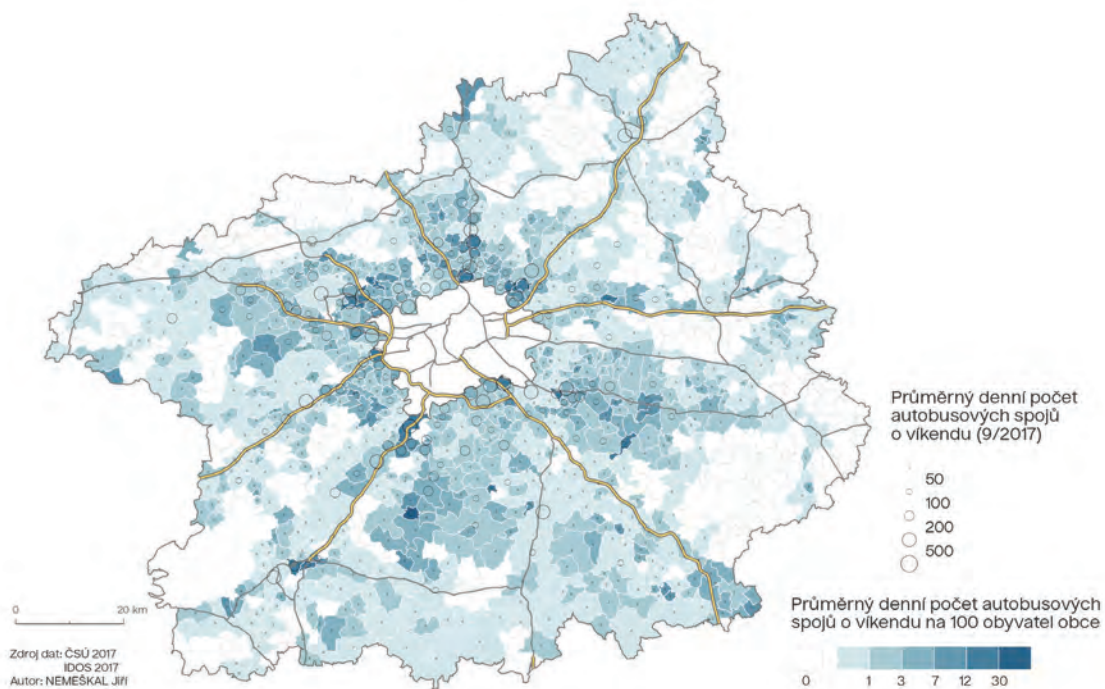 Průměrný denní počet
autobusových spojů
o víkendu (9/2017)
50
100
200
500
Průměrný denní počet autobusových
spojů o víkendu na 100 obyvatel obce
0 1 3 7 12 30
0 20 km
Zdroj dat: ČSÚ 2017
IDOS 2017
Autor: NEMEŠKAL Jiří